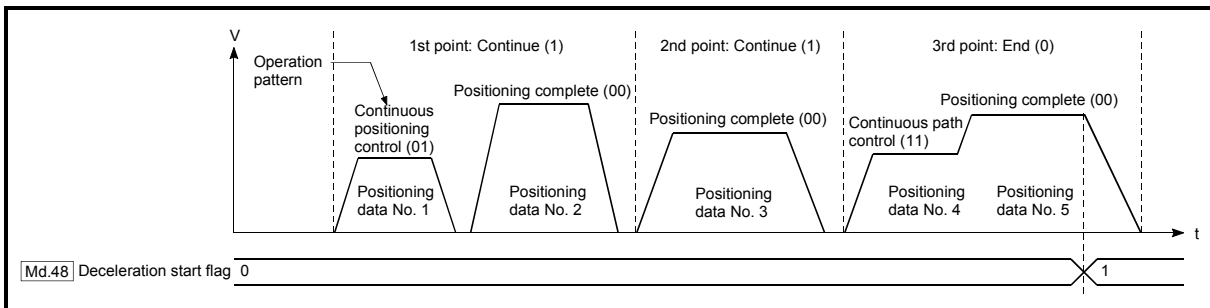 V
1st point: Continue (1)
2nd point: Continue (1)
3rd point: End (0)
Operation
pattern
Continuous
positioning
control (01)
Positioning complete (00)
Positioning complete (00)
Continuous path
control (11)
Positioning complete (00)
Positioning
data No. 1
Positioning
data No. 2
Positioning
data No. 3
Positioning
data No. 4
Positioning
data No. 5
t
Md.48 Deceleration start flag 0
1